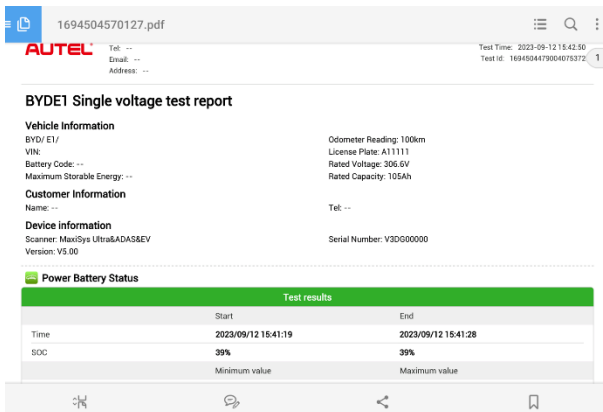 1694504570127.pdf
AUTEL
Tel: --
Email: --
Address: --
Test Time: 2023-09-12 15:42:50
Test Id: 1694504479004075372
1
BYDE1 Single voltage test report
Vehicle Information
BYD/ E1/
Odometer Reading: 100km
VIN:
License Plate: A11111
Battery Code: --
Rated Voltage: 306.6V
Maximum Storable Energy: --
Rated Capacity: 105Ah
Customer Information
Name: --
Tel: --
Device information
Scanner: MaxiSys Ultra&ADAS&EV
Serial Number: V3DG00000
Version: V5.00
Power Battery Status
Test results
Start End
Time 2023/09/12 15:41:19 2023/09/12 15:41:28
SOC 39% 39%
Minimum value Maximum value